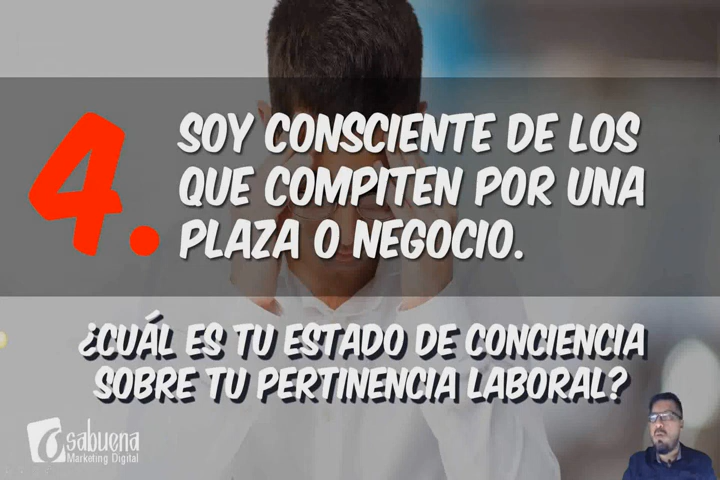 4.
SOY CONSCIENTE DE LOS
QUE COMPITEN POR UNA
PLAZA O NEGOCIO.
¿CUÁL ES TU ESTADO DE CONCIENCIA
SOBRE TU PERTINENCIA LABORAL?
sabuena
Marketing Digital